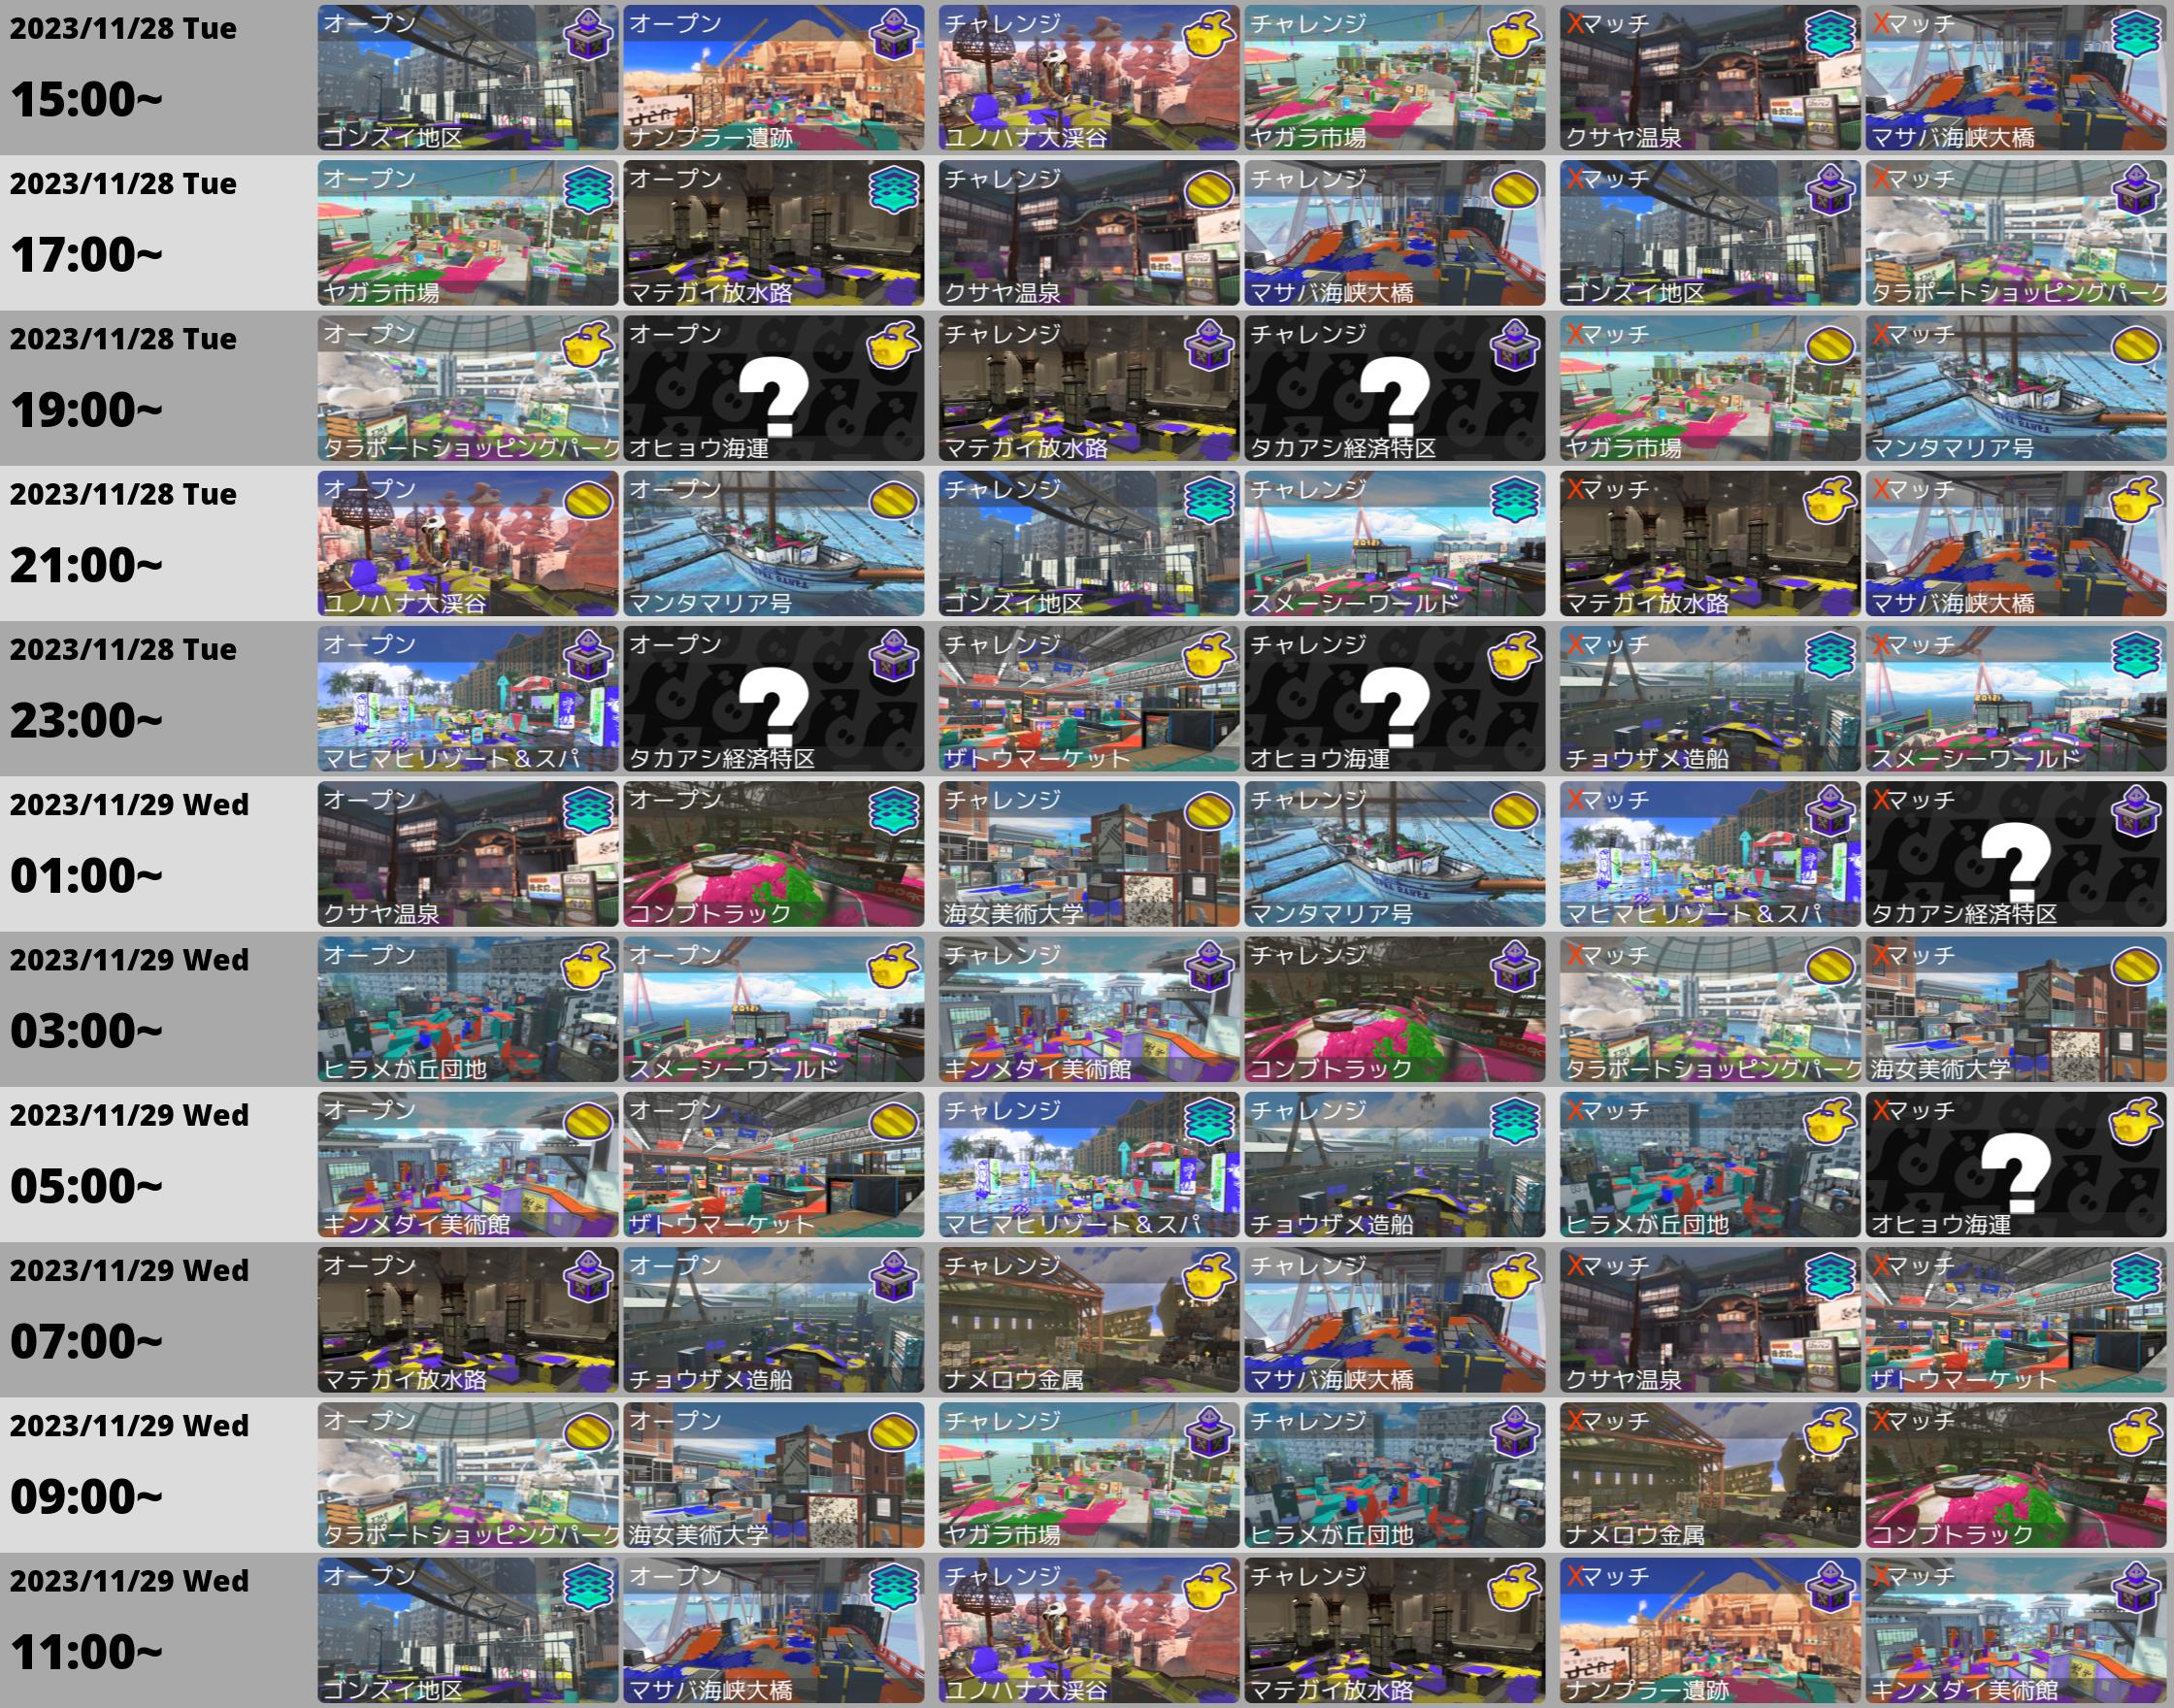 2023/11/28 Tue
15:00~
オープン オープン チャレンジ チャレンジ Xマッチ Xマッチ
ゴンズイ地区 ナンプラー遺跡 ユノハナ大渓谷 ヤガラ市場 クサヤ温泉 マサバ海峡大橋
2023/11/28 Tue
17:00~
オープン オープン チャレンジ チャレンジ Xマッチ Xマッチ
ヤガラ市場 マテガイ放水路 クサヤ温泉 マサバ海峡大橋 ゴンズイ地区 タラポートショッピングパーク
2023/11/28 Tue
19:00~
オープン オープン チャレンジ チャレンジ Xマッチ Xマッチ
? ?
タラポートショッピングパーク オヒョウ海運 マテガイ放水路 タカアシ経済特区 ヤガラ市場 マンタマリア号
2023/11/28 Tue
21:00~
オープン オープン チャレンジ チャレンジ Xマッチ Xマッチ
ユノハナ大渓谷 マンタマリア号 ゴンズイ地区 スメーシーワールド マテガイ放水路 マサバ海峡大橋
2023/11/28 Tue
23:00~
オープン オープン チャレンジ チャレンジ Xマッチ Xマッチ
? ?
マヒマヒリゾート＆スパ タカアシ経済特区 ザトウマーケット オヒョウ海運 チョウザメ造船 スメーシーワールド
2023/11/29 Wed
01:00~
オープン オープン チャレンジ チャレンジ Xマッチ Xマッチ
?
クサヤ温泉 コンブトラック 海女美術大学 マンタマリア号 マヒマヒリゾート＆スパ タカアシ経済特区
2023/11/29 Wed
03:00~
オープン オープン チャレンジ チャレンジ Xマッチ Xマッチ
ヒラメが丘団地 スメーシーワールド キンメダイ美術館 コンブトラック タラポートショッピングパーク 海女美術大学
2023/11/29 Wed
05:00~
オープン オープン チャレンジ チャレンジ Xマッチ Xマッチ
?
キンメダイ美術館 ザトウマーケット マヒマヒリゾート＆スパ チョウザメ造船 ヒラメが丘団地 オヒョウ海運
2023/11/29 Wed
07:00~
オープン オープン チャレンジ チャレンジ Xマッチ Xマッチ
マテガイ放水路 チョウザメ造船 ナメロウ金属 マサバ海峡大橋 クサヤ温泉 ザトウマーケット
2023/11/29 Wed
09:00~
オープン オープン チャレンジ チャレンジ Xマッチ Xマッチ
タラポートショッピングパーク 海女美術大学 ヤガラ市場 ヒラメが丘団地 ナメロウ金属 コンブトラック
2023/11/29 Wed
11:00~
オープン オープン チャレンジ チャレンジ Xマッチ Xマッチ
ゴンズイ地区 マサバ海峡大橋 ユノハナ大渓谷 マテガイ放水路 ナンプラー遺跡 キンメダイ美術館